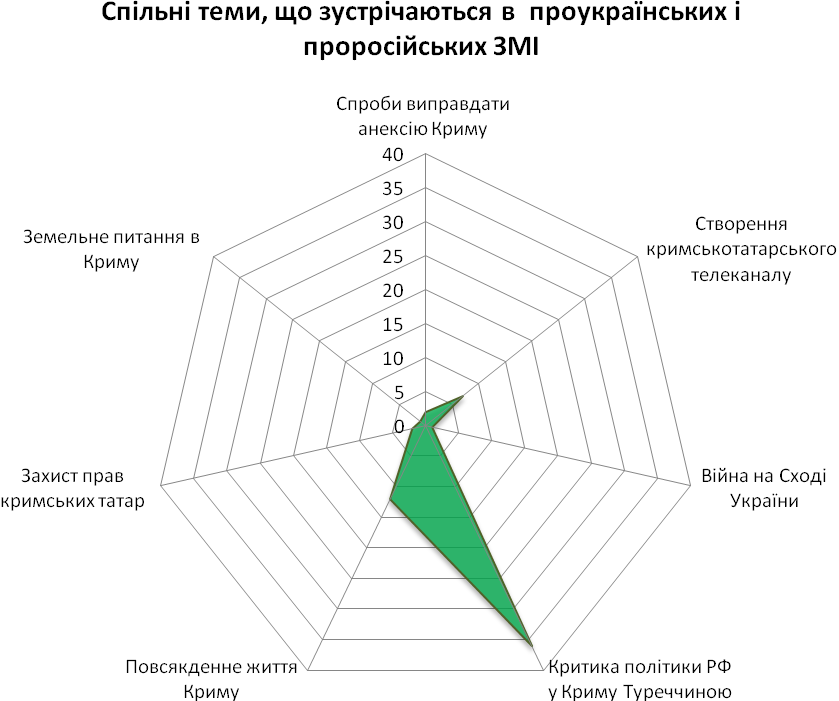 Спільні теми, що зустрічаються в  проукраїнських і
проросійських ЗМІ
Спроби виправдати
анексію Криму
40
35
30
25
20
15
10
5
0
Створення
кримськотатарського
телеканалу
Війна на Сході
України
Критика політики РФ
у Криму Туреччиною
Повсякденне життя
Криму
Захист прав
кримських татар
Земельне питання в
Криму